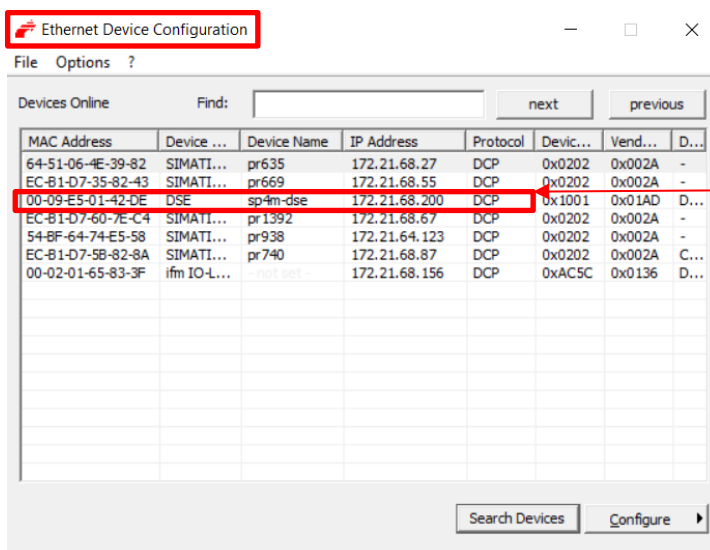 Ethernet Device Configuration
File Options ?
Devices Online Find: next previous
MAC Address Device ... Device Name IP Address Protocol Devic... Vend... D...
64-51-06-4E-39-82 SIMATI... pr635 172.21.68.27 DCP 0x0202 0x002A -
EC-B1-D7-35-82-43 SIMATI... pr669 172.21.68.55 DCP 0x0202 0x002A -
00-09-E5-01-42-DE DSE sp4m-dse 172.21.68.200 DCP 0x1001 0x01AD D...
EC-B1-D7-60-7E-C4 SIMATI... pr1392 172.21.68.67 DCP 0x0202 0x002A -
54-BF-64-74-E5-58 SIMATI... pr938 172.21.64.123 DCP 0x0202 0x002A -
EC-B1-D7-5B-82-8A SIMATI... pr740 172.21.68.87 DCP 0x0202 0x002A C...
00-02-01-65-83-3F ifm IO-L... - not set - 172.21.68.156 DCP 0xAC5C 0x0136 D...
Search Devices Configure